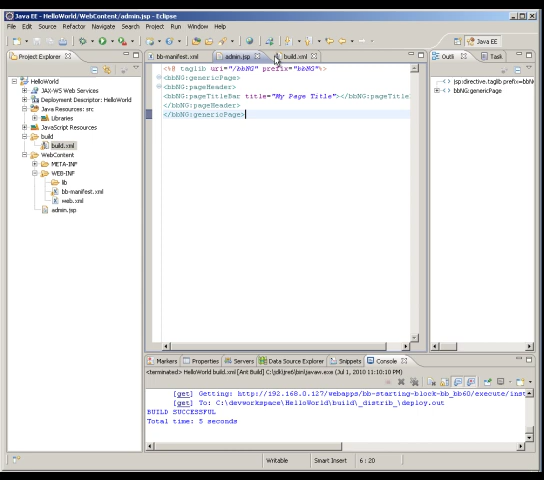 Java EE - HelloWorld/WebContent/admin.jsp - Eclipse
File Edit Source Refactor Navigate Search Project Run Window Help
Java EE
Project Explorer
HelloWorld
JAX-WS Web Services
Deployment Descriptor: HelloWorld
Java Resources: src
Libraries
JavaScript Resources
build
build.xml
WebContent
META-INF
WEB-INF
lib
bb-manifest.xml
web.xml
admin.jsp
bb-manifest.xml admin.jsp build.xml
<%@ taglib uri="/bbNG" prefix="bbNG"%>
<bbNG:genericPage>
<bbNG:pageHeader>
<bbNG:pageTitleBar title="My Page Title"></bbNG:pageTitle
</bbNG:pageHeader>
</bbNG:genericPage>
Outli Task
jsp:directive.taglib prefix=bbN
bbNG:genericPage
Markers Properties Servers Data Source Explorer Snippets Console
<terminated> HelloWorld build.xml [Ant Build] C:\jdk\jre6\bin\javaw.exe (Jul 1, 2010 11:10:10 PM)
[get] Getting: http://192.168.0.127/webapps/bb-starting-block-bb_bb60/execute/inst
[get] To: C:\devworkspace\HelloWorld\build\_distrib_\deploy.out
BUILD SUCCESSFUL
Total time: 5 seconds
Writable Smart Insert 6 : 20